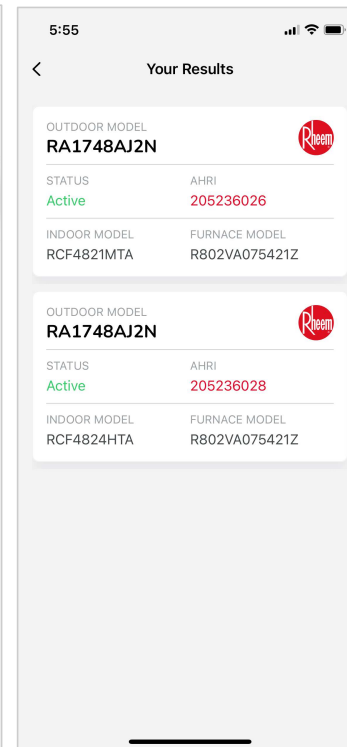 5:55
Your Results
OUTDOOR MODEL
RA1748AJ2N
Rheem
STATUS AHRI
Active 205236026
INDOOR MODEL FURNACE MODEL
RCF4821MTA R802VA075421Z
OUTDOOR MODEL
RA1748AJ2N
Rheem
STATUS AHRI
Active 205236028
INDOOR MODEL FURNACE MODEL
RCF4824HTA R802VA075421Z